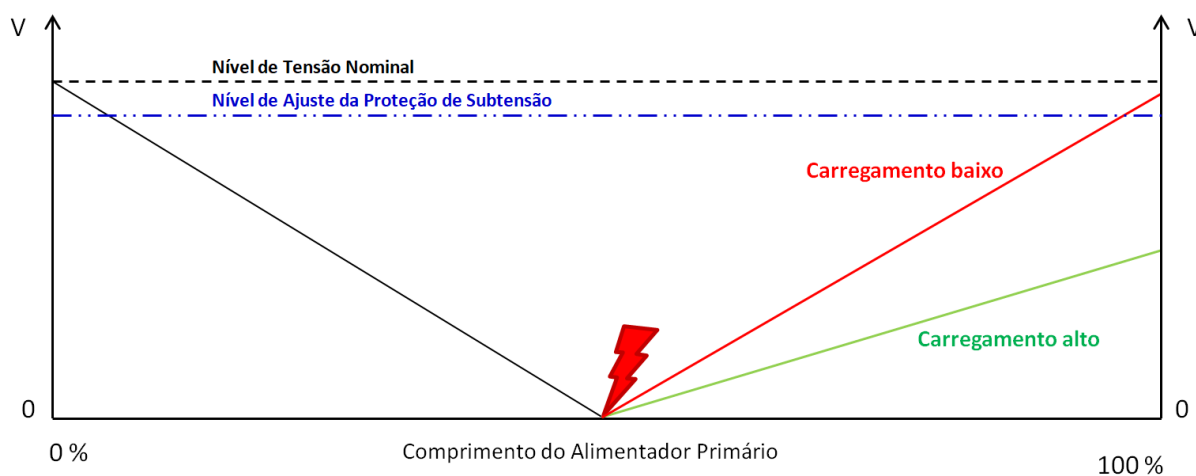 V
V
Nível de Tensão Nominal
Nível de Ajuste da Proteção de Subtensão
Carregamento baixo
Carregamento alto
0
0
0 %
Comprimento do Alimentador Primário
100 %